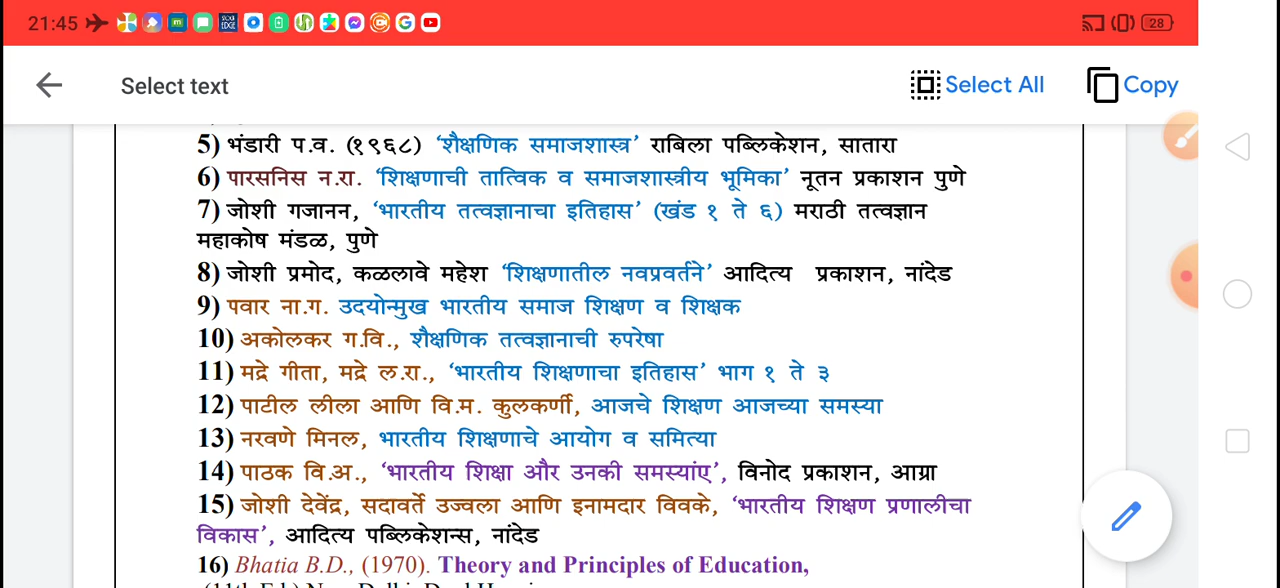 21:45
28
Select text
Select All
Copy
5) भंडारी प.व. (१९६८) ‘शैक्षणिक समाजशास्त्र’ राबिला पब्लिकेशन, सातारा
6) पारसनिस न.रा. ‘शिक्षणाची तात्विक व समाजशास्त्रीय भूमिका’ नूतन प्रकाशन पुणे
7) जोशी गजानन, ‘भारतीय तत्वज्ञानाचा इतिहास’ (खंड १ ते ६) मराठी तत्वज्ञान
महाकोष मंडळ, पुणे
8) जोशी प्रमोद, कळलावे महेश ‘शिक्षणातील नवप्रवर्तने’ आदित्य प्रकाशन, नांदेड
9) पवार ना.ग. उदयोन्मुख भारतीय समाज शिक्षण व शिक्षक
10) अकोलकर ग.वि., शैक्षणिक तत्वज्ञानाची रुपरेषा
11) मद्रे गीता, मद्रे ल.रा., ‘भारतीय शिक्षणाचा इतिहास’ भाग १ ते ३
12) पाटील लीला आणि वि.म. कुलकर्णी, आजचे शिक्षण आजच्या समस्या
13) नरवणे मिनल, भारतीय शिक्षणाचे आयोग व समित्या
14) पाठक वि.अ., ‘भारतीय शिक्षा और उनकी समस्यांए’, विनोद प्रकाशन, आग्रा
15) जोशी देवेंद्र, सदावर्ते उज्वला आणि इनामदार विवके, ‘भारतीय शिक्षण प्रणालीचा
विकास’, आदित्य पब्लिकेशन्स, नांदेड
16) Bhatia B.D., (1970). Theory and Principles of Education,